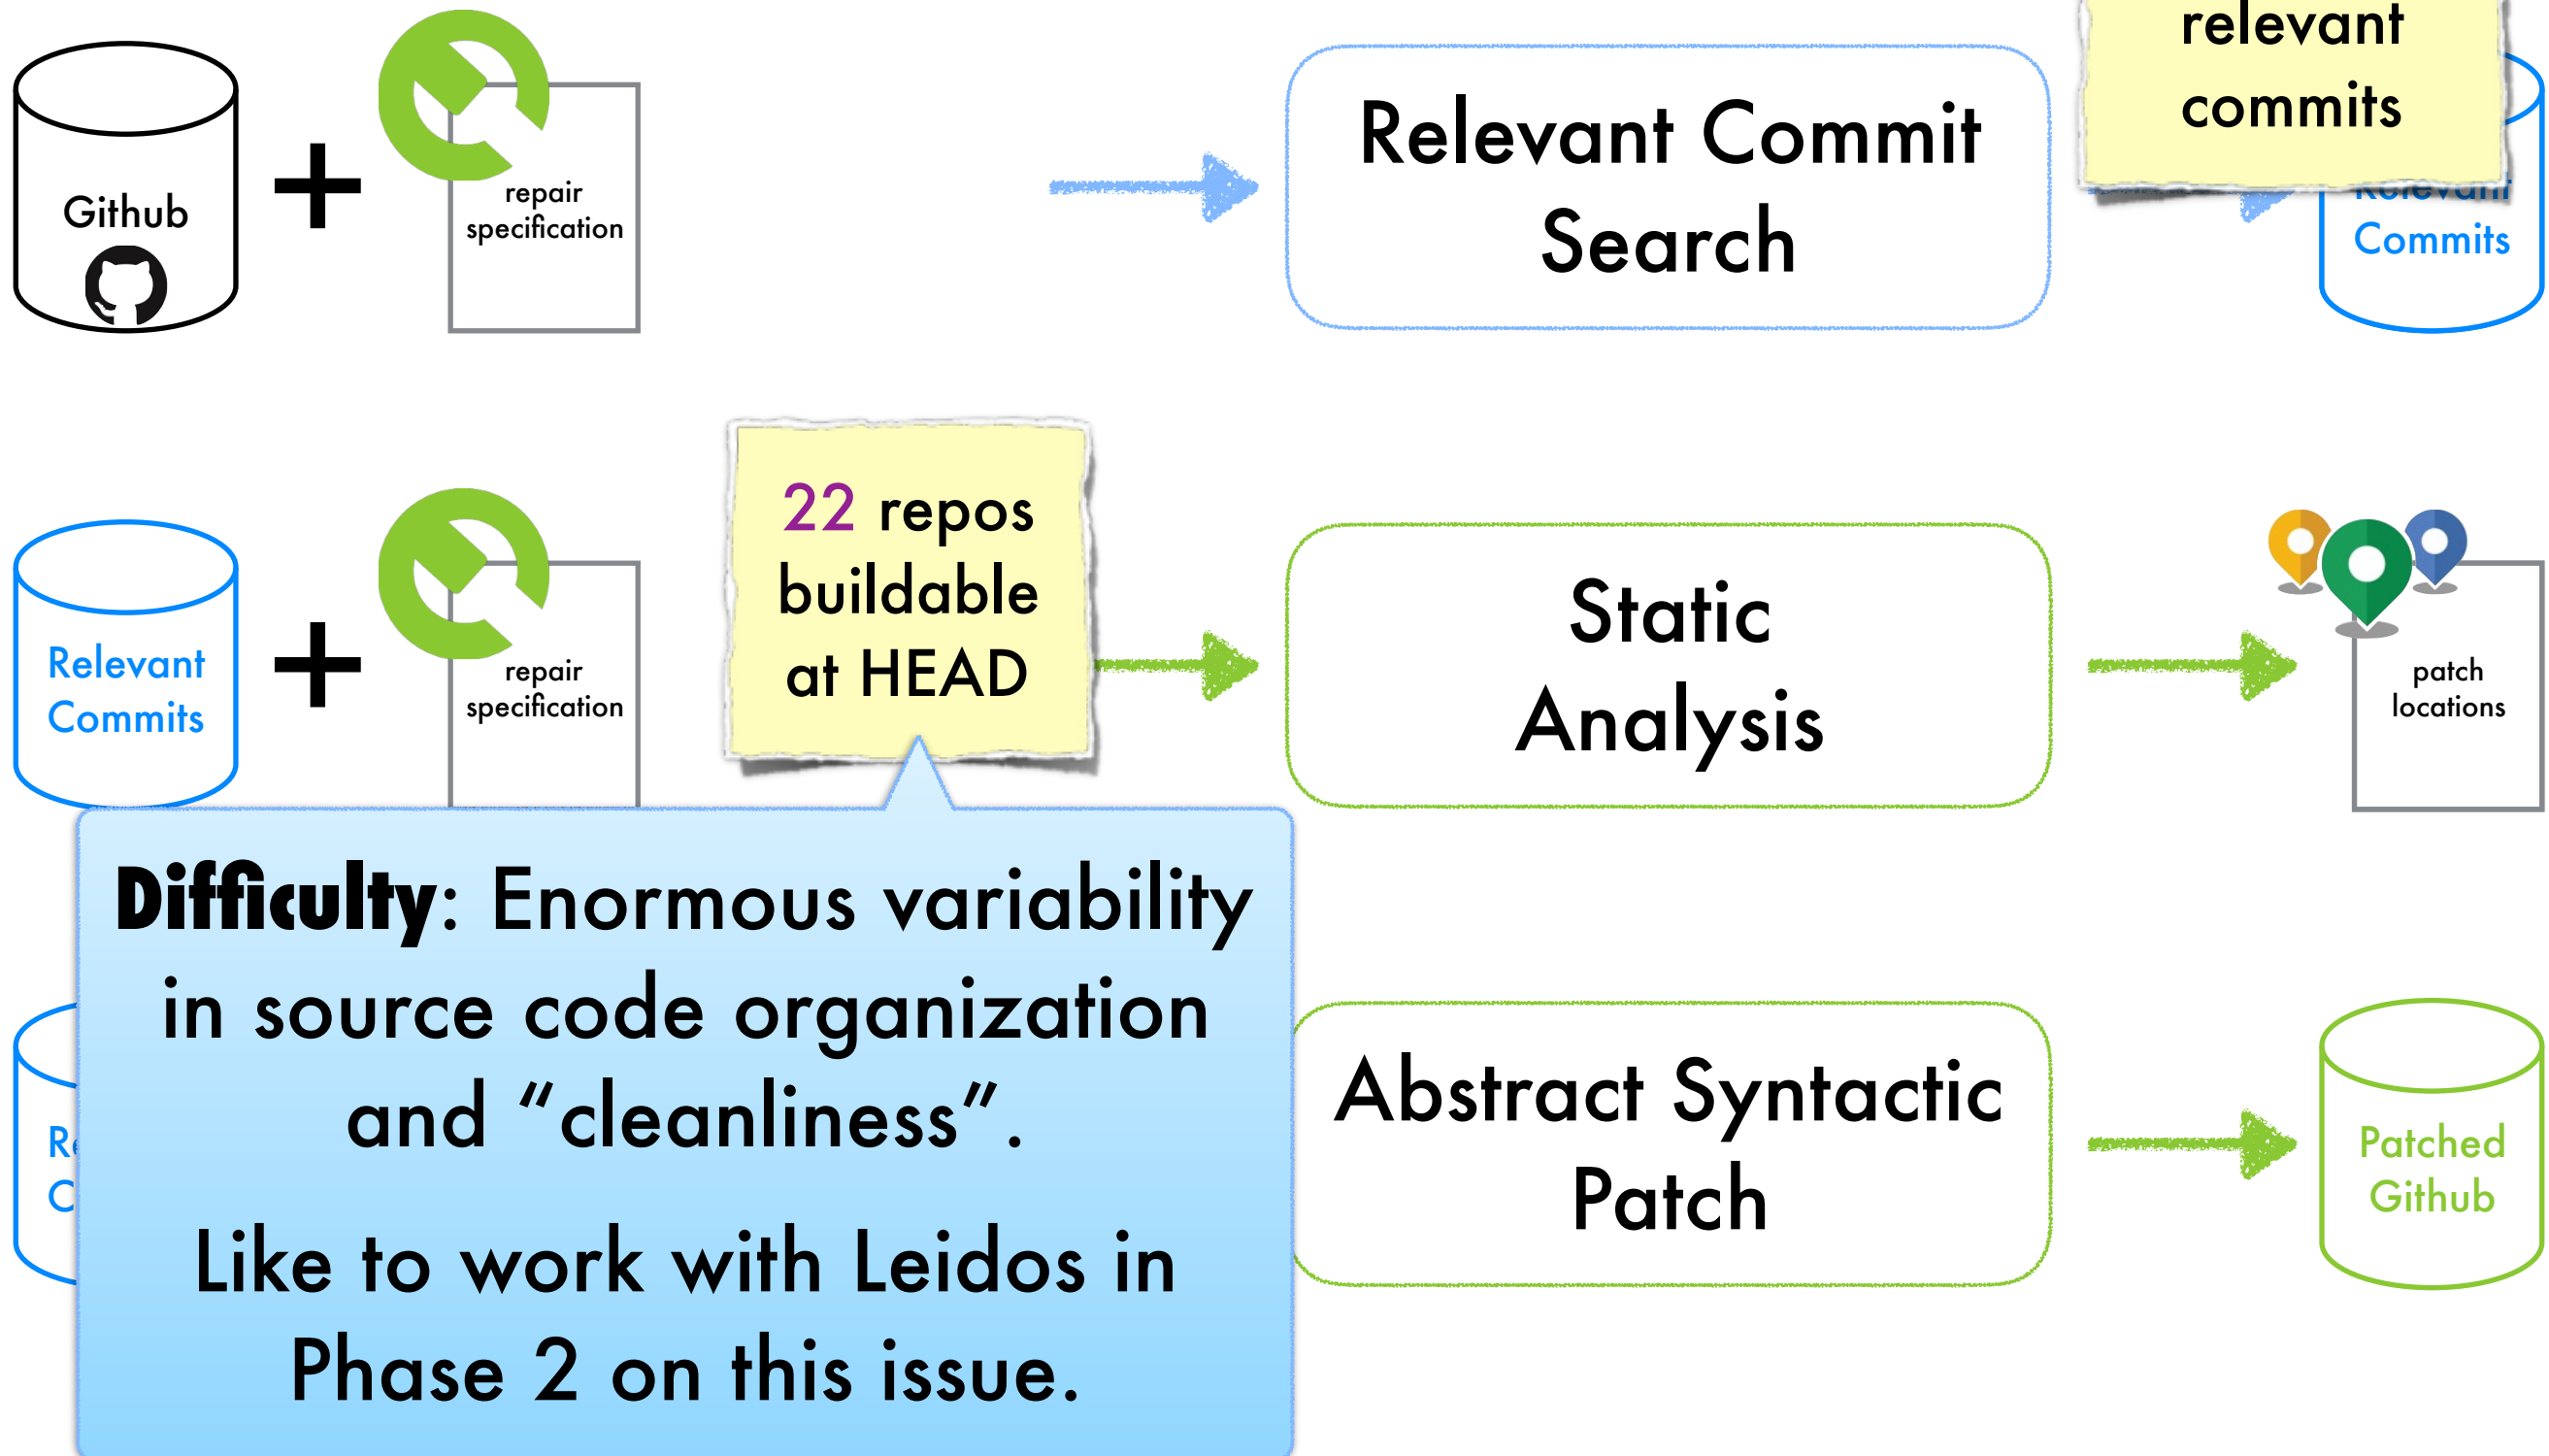 relevant
commits
Github
repair
specification
Relevant Commit
Search
Relevant
Commits
22 repos
buildable
at HEAD
Relevant
Commits
repair
specification
Static
Analysis
patch
locations
Difficulty: Enormous variability
in source code organization
and “cleanliness”.
Like to work with Leidos in
Phase 2 on this issue.
Abstract Syntactic
Patch
Patched
Github